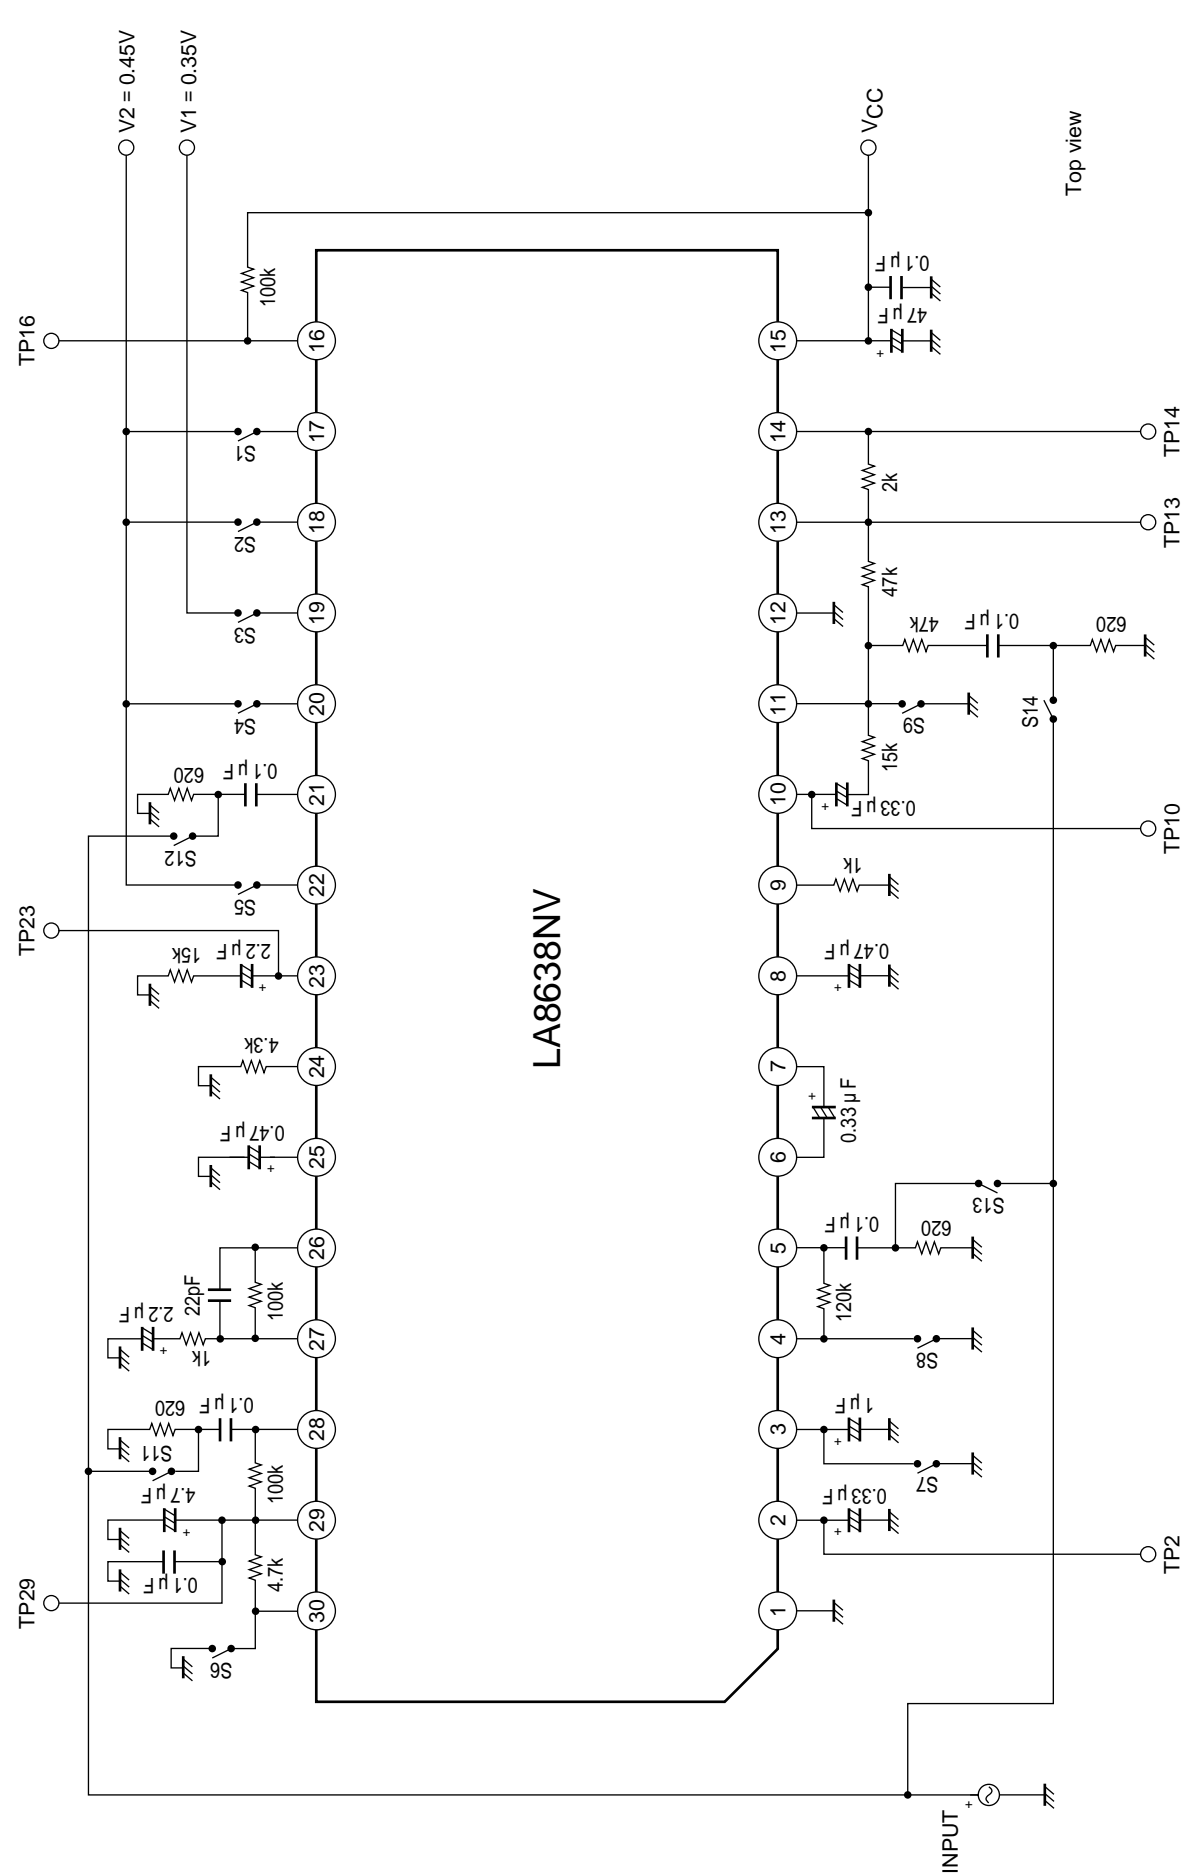 V2 = 0.45V
V1 = 0.35V
VCC
Top view
TP16
100k
0.1µF
47µF
+
16
15
17
S1
14
TP14
2k
18
S2
13
TP13
47k
19
S3
12
47k
0.1µF
620
20
S4
11
S9
S14
15k
620
0.1µF
21
S12
10
+
0.33µF
TP10
22
S5
9
1k
LA8638NV
TP23
15k
2.2µF
+
23
8
+
0.47µF
4.3k
24
7
+
0.33µF
0.47µF
+
25
6
S13
22pF
100k
26
5
0.1µF
620
120k
2.2µF
+
1k
27
4
S8
620
0.1µF
28
S11
3
+
1µF
S7
100k
4.7µF
+
29
2
+
0.33µF
TP2
0.1µF
4.7k
TP29
30
1
S6
INPUT
+